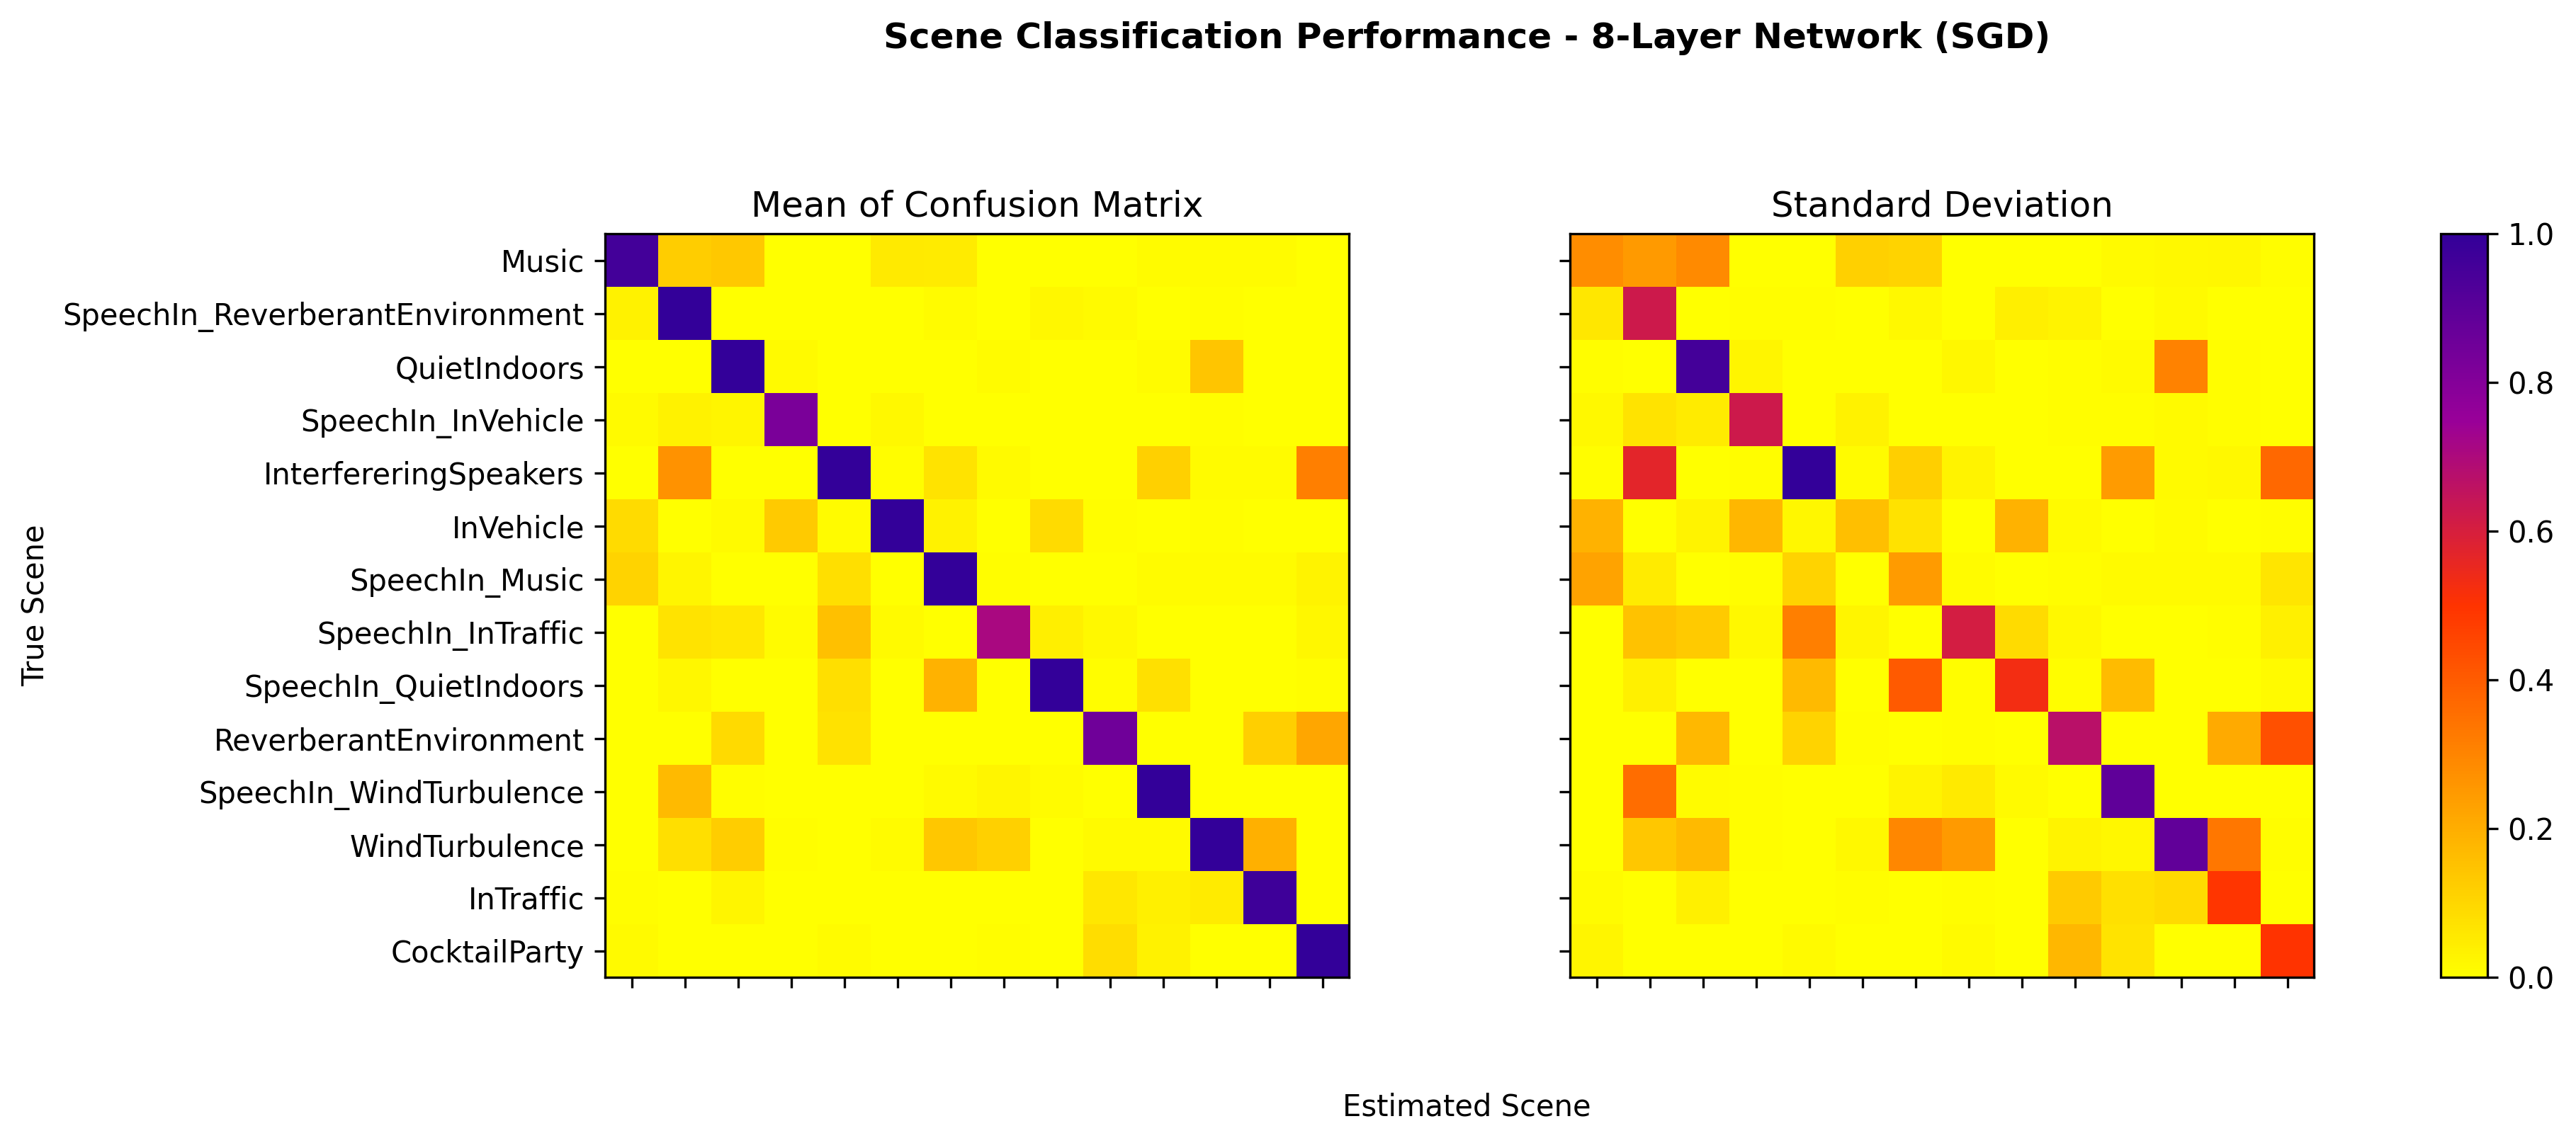 Scene Classification Performance - 8-Layer Network (SGD)
Mean of Confusion Matrix
Standard Deviation
True Scene
Music
SpeechIn_ReverberantEnvironment
QuietIndoors
SpeechIn_InVehicle
InterfereringSpeakers
InVehicle
SpeechIn_Music
SpeechIn_InTraffic
SpeechIn_QuietIndoors
ReverberantEnvironment
SpeechIn_WindTurbulence
WindTurbulence
InTraffic
CocktailParty
1.0
0.8
0.6
0.4
0.2
0.0
Estimated Scene